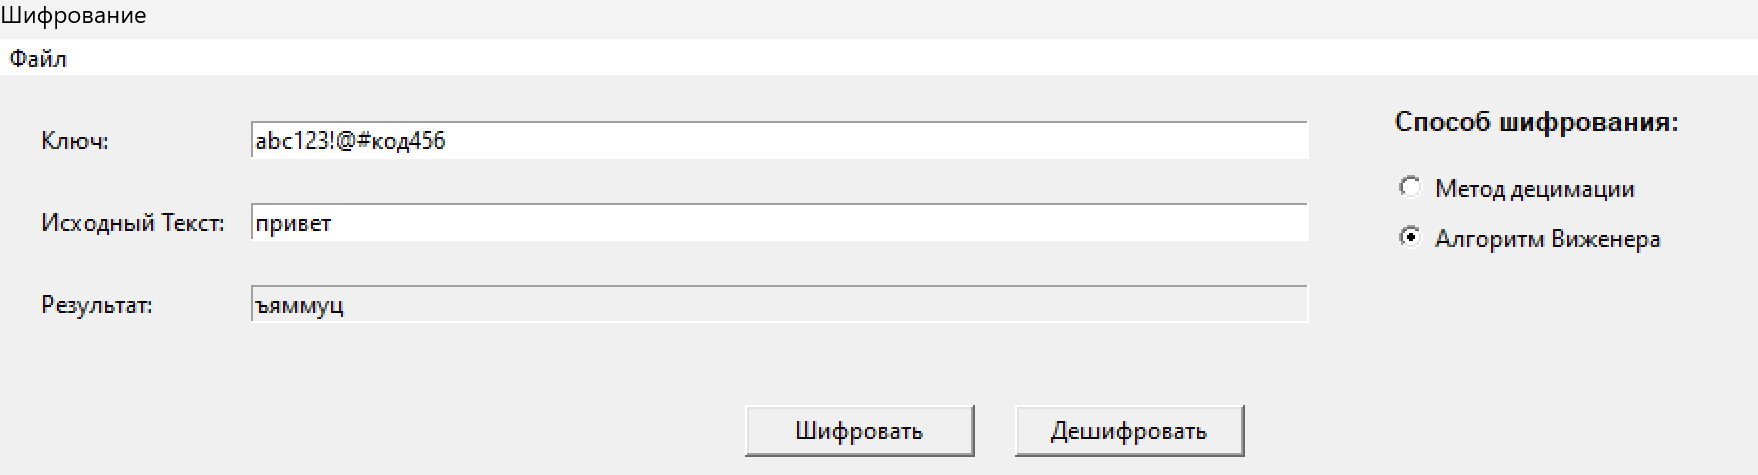 Шифрование
Файл
Ключ: abc123!@#код456
Исходный Текст: привет
Результат: ъяммуц
Способ шифрования:
Метод децимации
Алгоритм Виженера
Шифровать Дешифровать